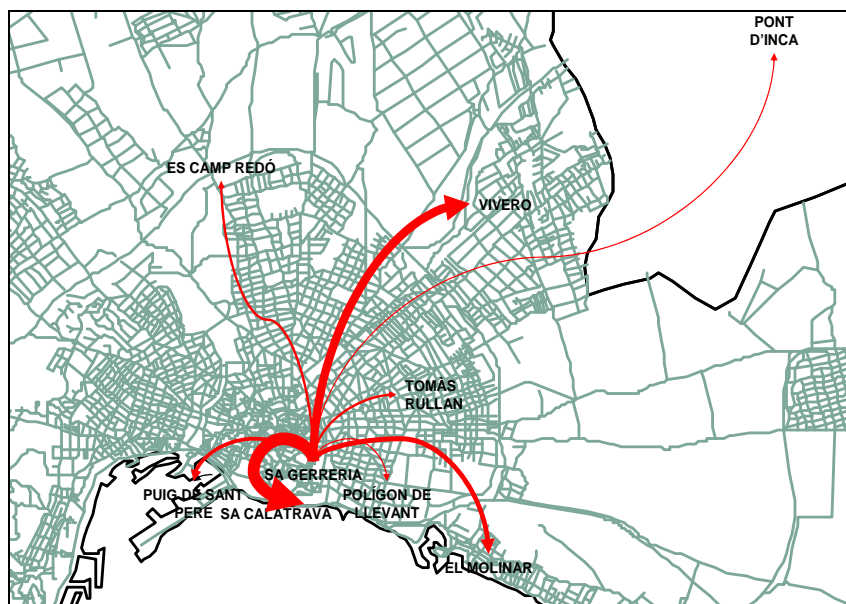 PONT
D'INCA
ES CAMP REDÓ
VIVERO
TOMÀS
RULLAN
SA GERRERIA
PUIG DE SANT
PERE
SA CALATRAVA
POLÍGON DE
LLEVANT
EL MOLINAR